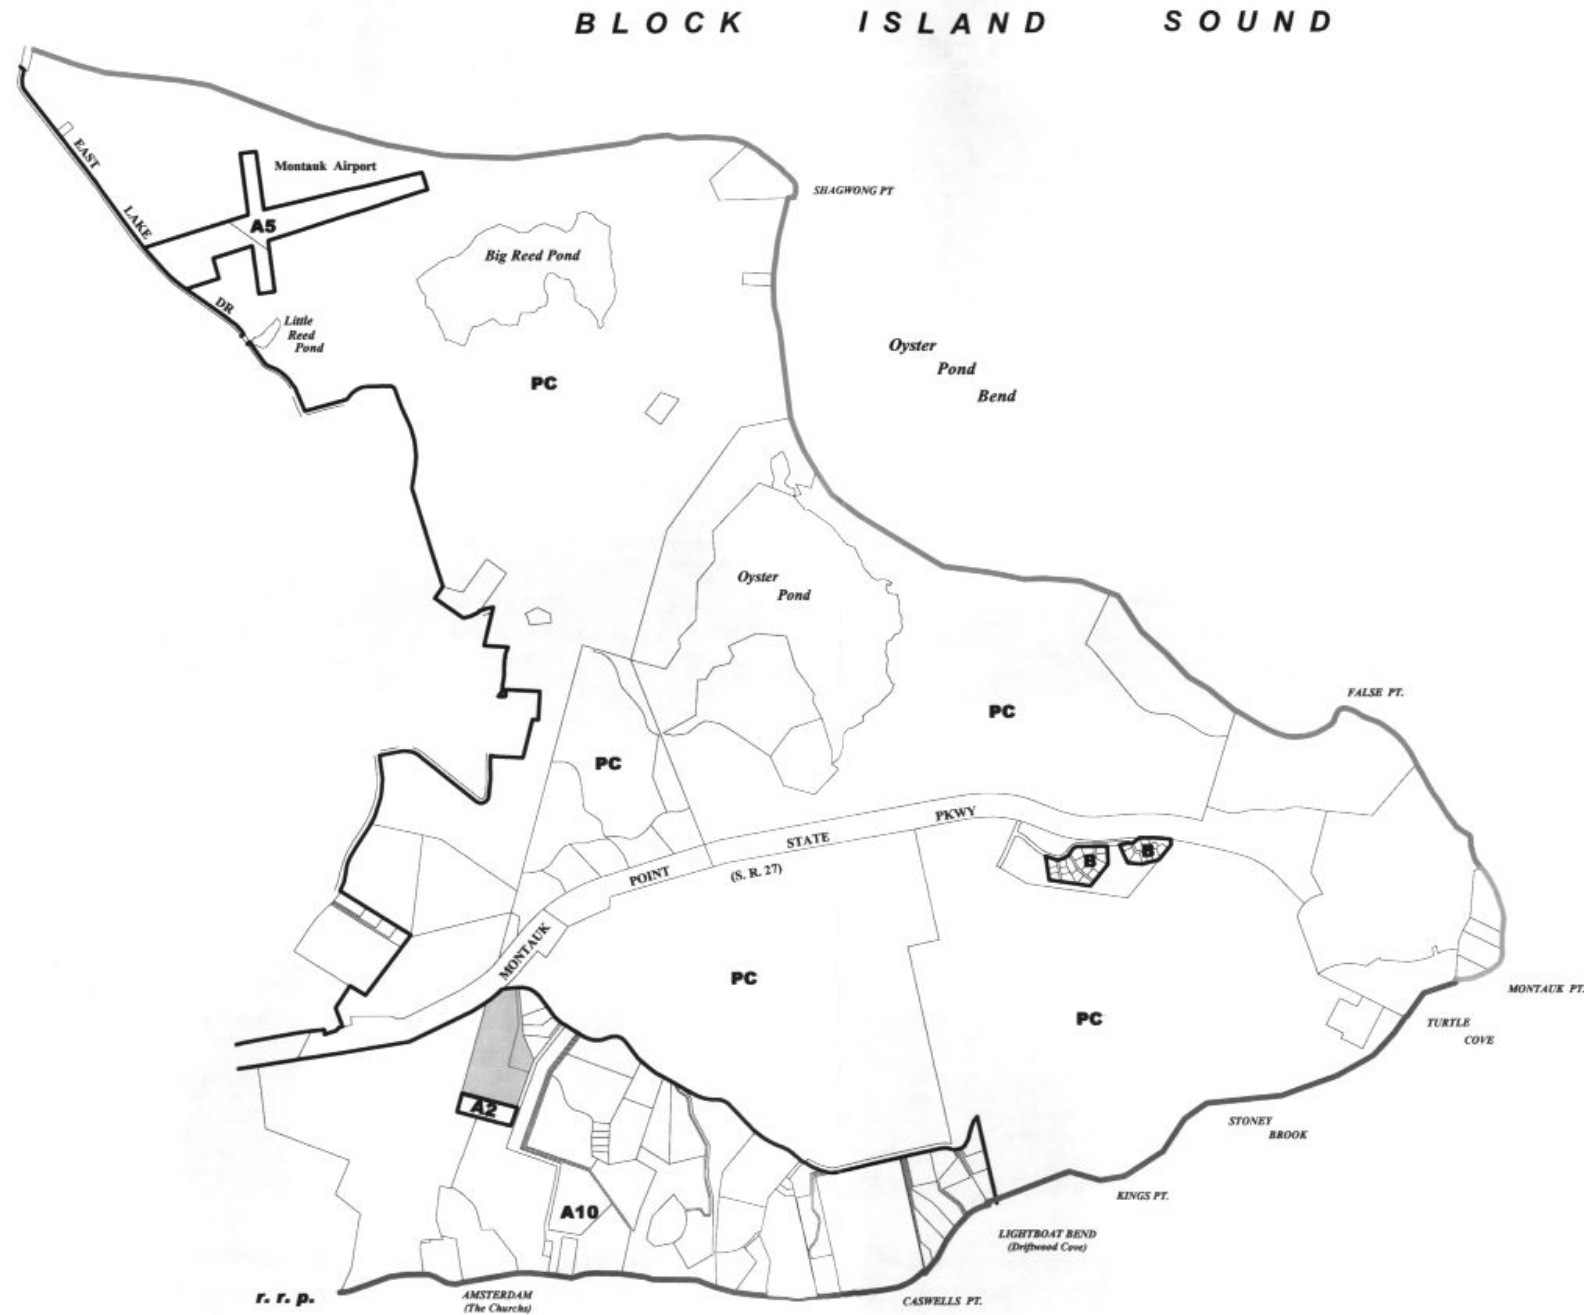 BLOCK ISLAND SOUND
EAST
LAKE
DR
Montauk Airport
A5
SHAGWONG PT
Big Reed Pond
Little
Reed
Pond
Oyster
Pond
Bend
PC
Oyster
Pond
PC
FALSE PT.
PC
MONTAUK
POINT
STATE
PKWY
(S. R. 27)
B
B
PC
PC
MONTAUK PT.
TURTLE
COVE
STONEY
BROOK
KINGS PT.
A2
A10
LIGHTBOAT BEND
(Driftwood Cove)
r. r. p.
AMSTERDAM
(The Churchs)
CASWELLS PT.